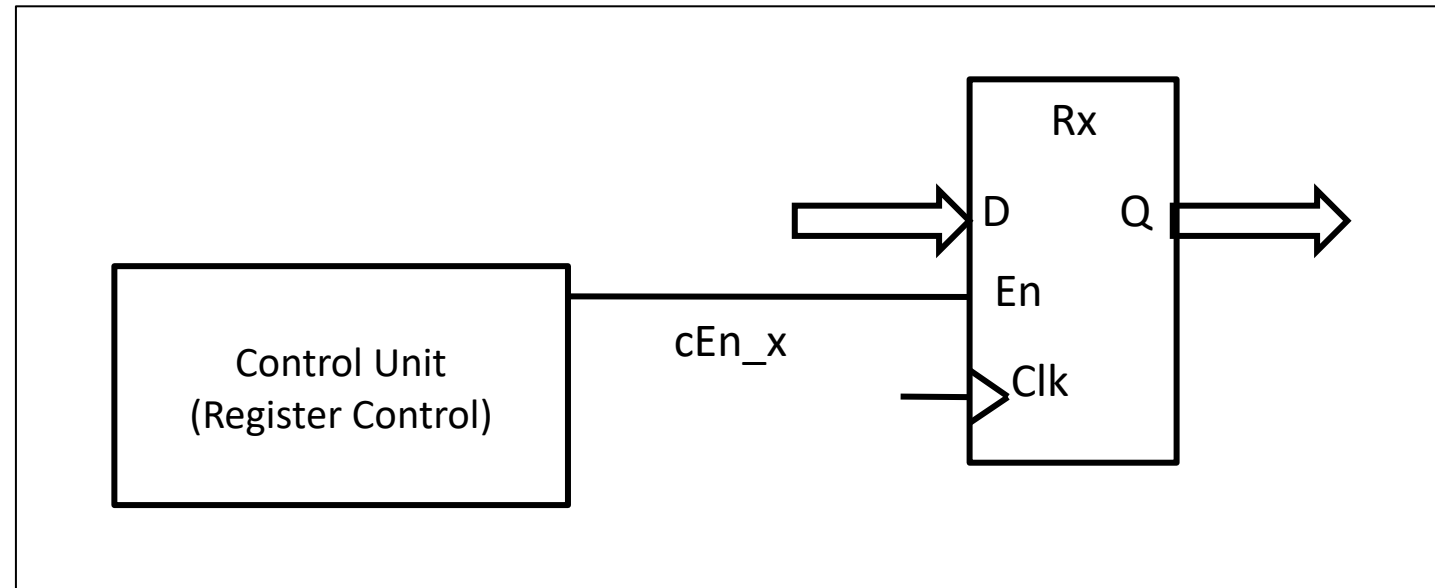 Rx
D
Q
En
cEn_x
Clk
Control Unit
(Register Control)